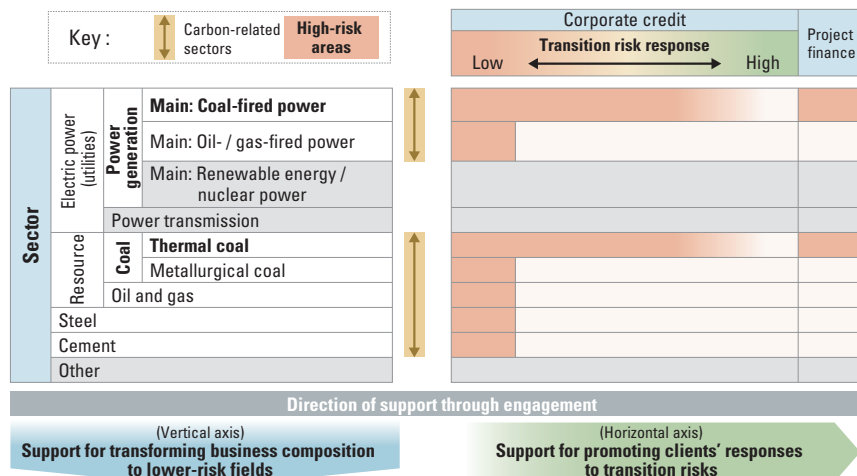 Key :
Carbon-related
sectors
High-risk
areas
Corporate credit
Project
finance
Transition risk response
Low
High
Sector
Electric power
(utilities)
Power
generation
Main: Coal-fired power
Main: Oil- / gas-fired power
Main: Renewable energy /
nuclear power
Power transmission
Resource
Coal
Thermal coal
Metallurgical coal
Oil and gas
Steel
Cement
Other
Direction of support through engagement
(Vertical axis)
Support for transforming business composition
to lower-risk fields
(Horizontal axis)
Support for promoting clients’ responses
to transition risks